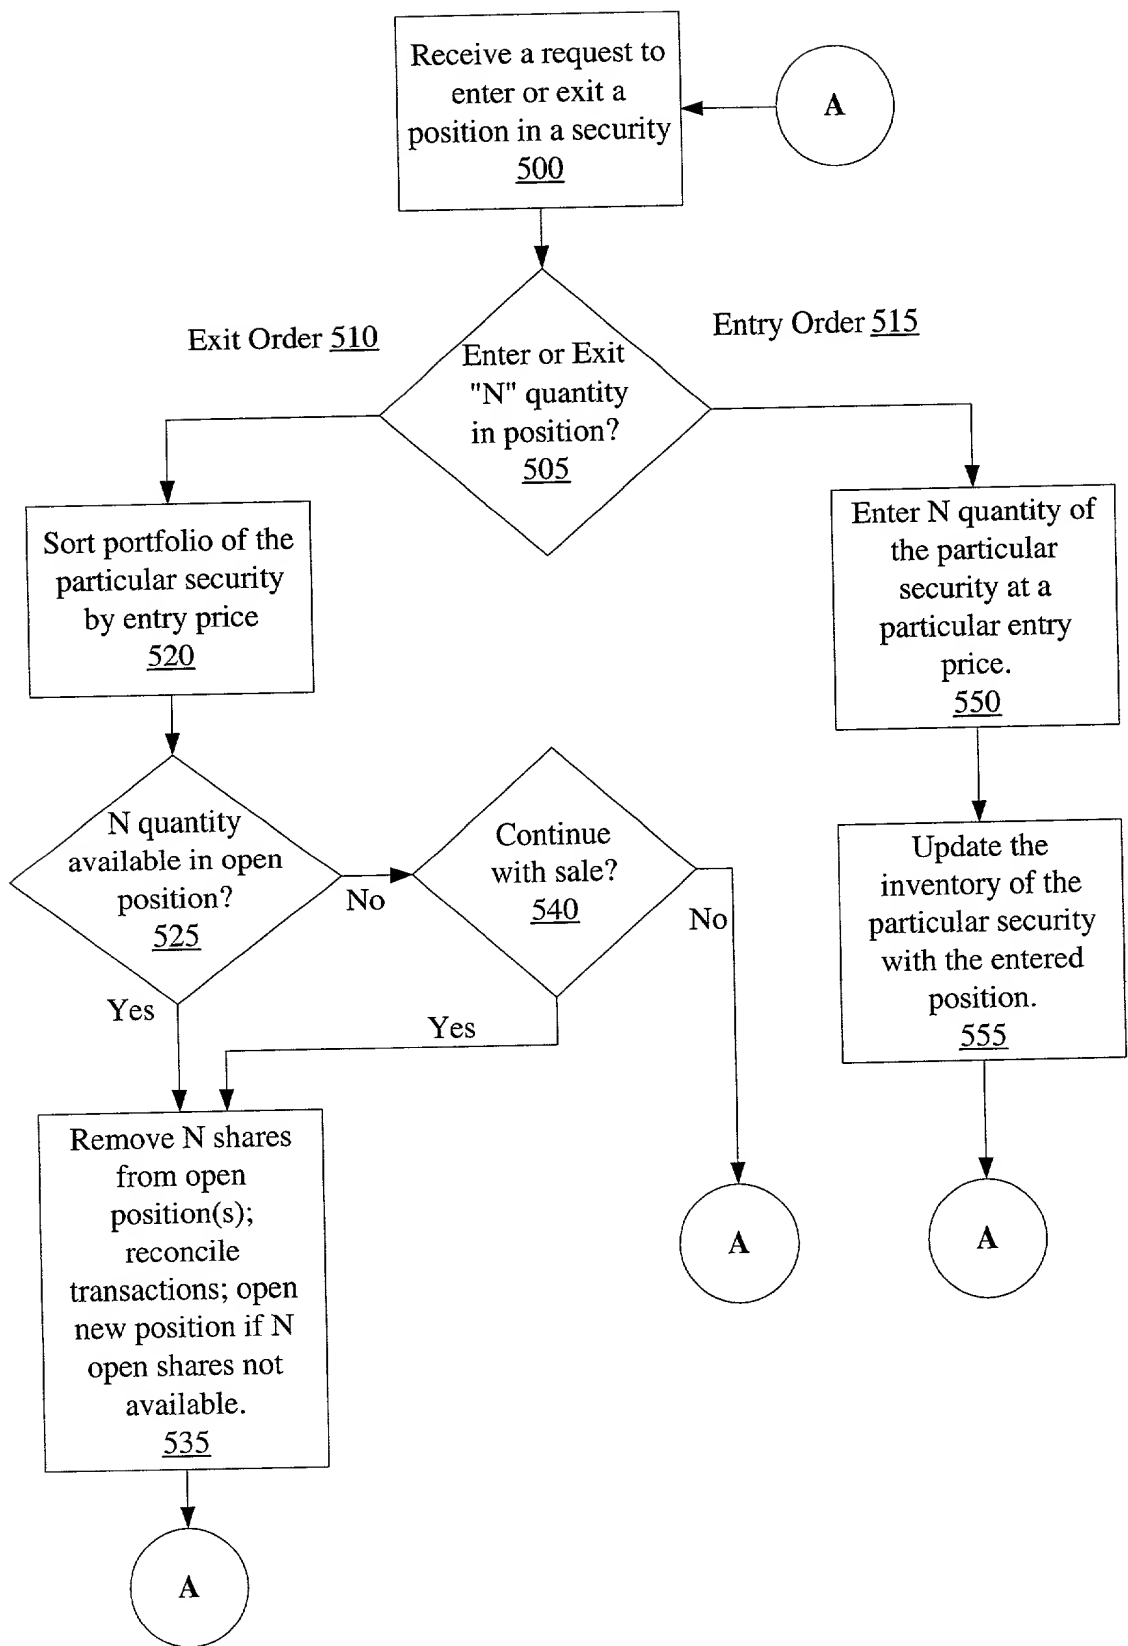 Receive a request to
enter or exit a
position in a security
500
A
Exit Order 510
Entry Order 515
Enter or Exit
"N" quantity
in position?
505
Sort portfolio of the
particular security
by entry price
520
Enter N quantity of
the particular
security at a
particular entry
price.
550
N quantity
available in open
position?
525
No
Continue
with sale?
540
No
Update the
inventory of the
particular security
with the entered
position.
555
Yes
Yes
Remove N shares
from open
position(s);
reconcile
transactions; open
new position if N
open shares not
available.
535
A
A
A